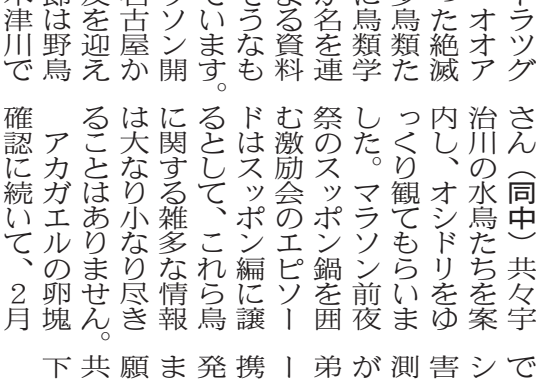 ラツグ
オオア
った絶滅
鳥類た
に鳥類学
が名を連
よる資料
そうなも
ています。
ソン開
古屋か
を迎え
は野鳥
津川で
さん（同中）共々宇
治川の水鳥たちを案
内し、オシドリをゆ
っくり観てもらいま
した。マラソン前夜
祭のスッポン鍋を囲
む激励会のエピソー
ドはスッポン編に譲
るとして、これら鳥
に関する雑多な情報
は大なり小なり尽き
ることはありません。
アカガエルの卵塊
確認に続いて、２月
で
シ
害
測
が
弟
ー
携
発
ま
願
共
下